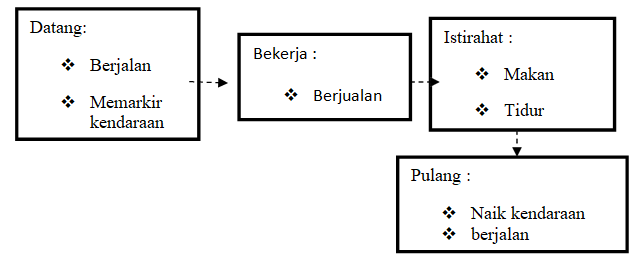 Datang:
❖ Berjalan
❖ Memarkir
kendaraan
Bekerja :
❖ Berjualan
Istirahat :
❖ Makan
❖ Tidur
Pulang :
❖ Naik kendaraan
❖ berjalan